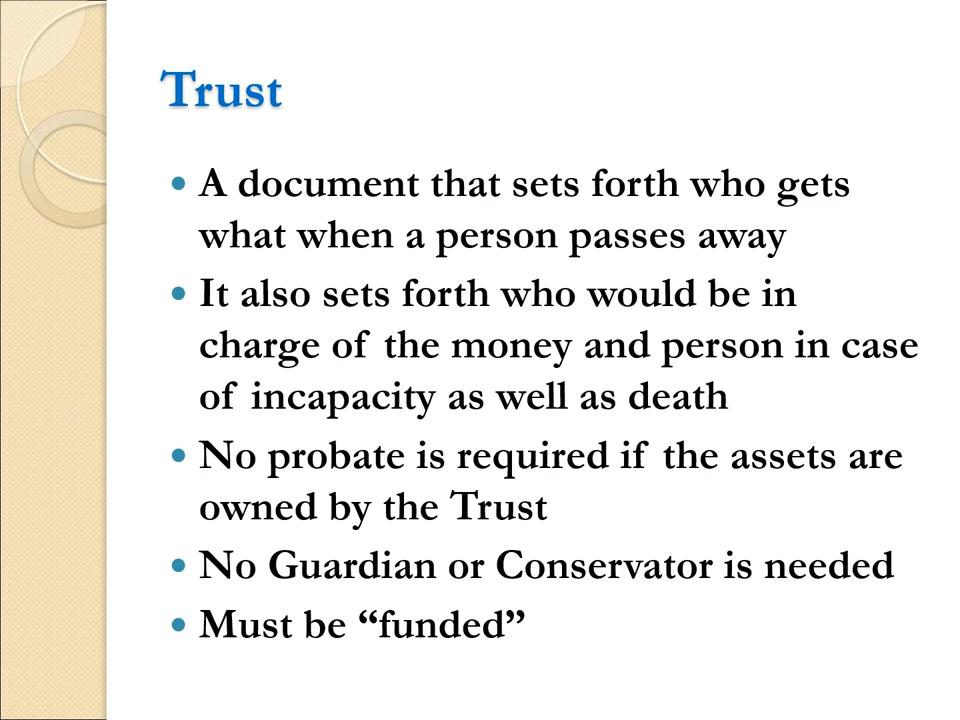 Trust
• A document that sets forth who gets
what when a person passes away
• It also sets forth who would be in
charge of the money and person in case
of incapacity as well as death
• No probate is required if the assets are
owned by the Trust
• No Guardian or Conservator is needed
• Must be “funded”